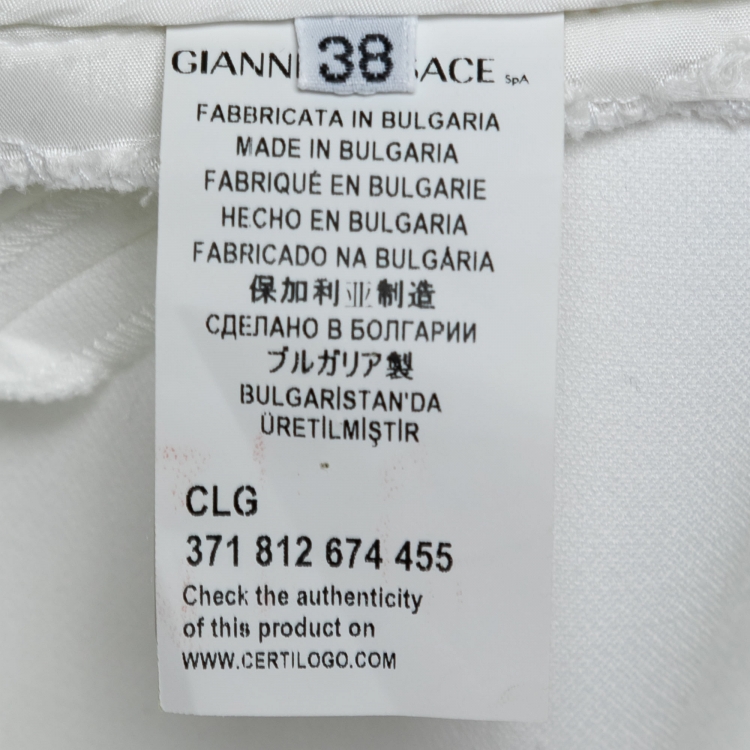 38
GIANN ACE SpA
FABBRICATA IN BULGARIA
MADE IN BULGARIA
FABRIQUÉ EN BULGARIE
HECHO EN BULGARIA
FABRICADO NA BULGÁRIA
保加利亚制造
СДЕЛАНО В БОЛГАРИИ
ブルガリア製
BULGARİSTAN'DA
ÜRETİLMİŞTİR
CLG
371 812 674 455
Check the authenticity
of this product on
WWW.CERTILOGO.COM